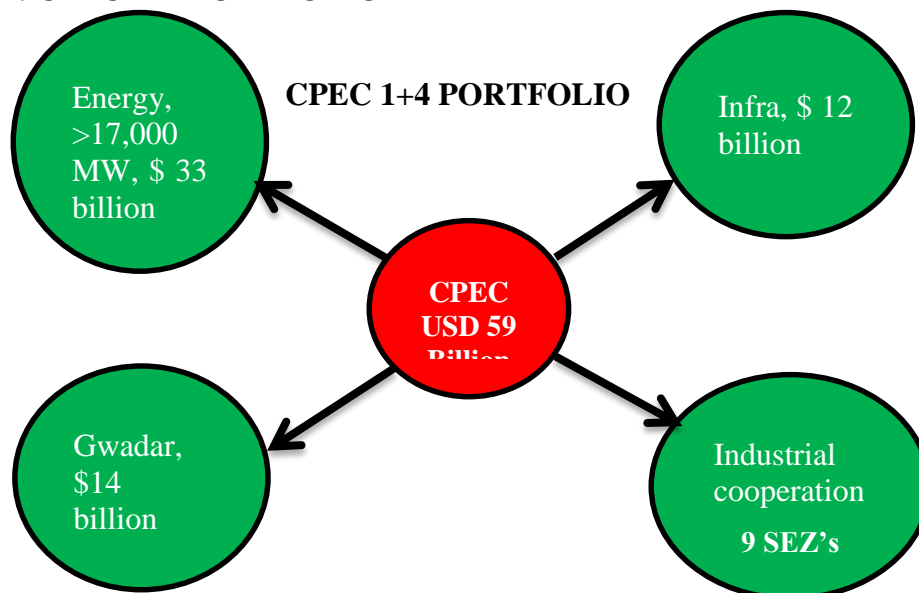 CPEC 1+4 PORTFOLIO
Energy,
>17,000
MW, $ 33
billion
Infra, $ 12
billion
CPEC
USD 59
Billion
Gwadar,
$14
billion
Industrial
cooperation
9 SEZ’s